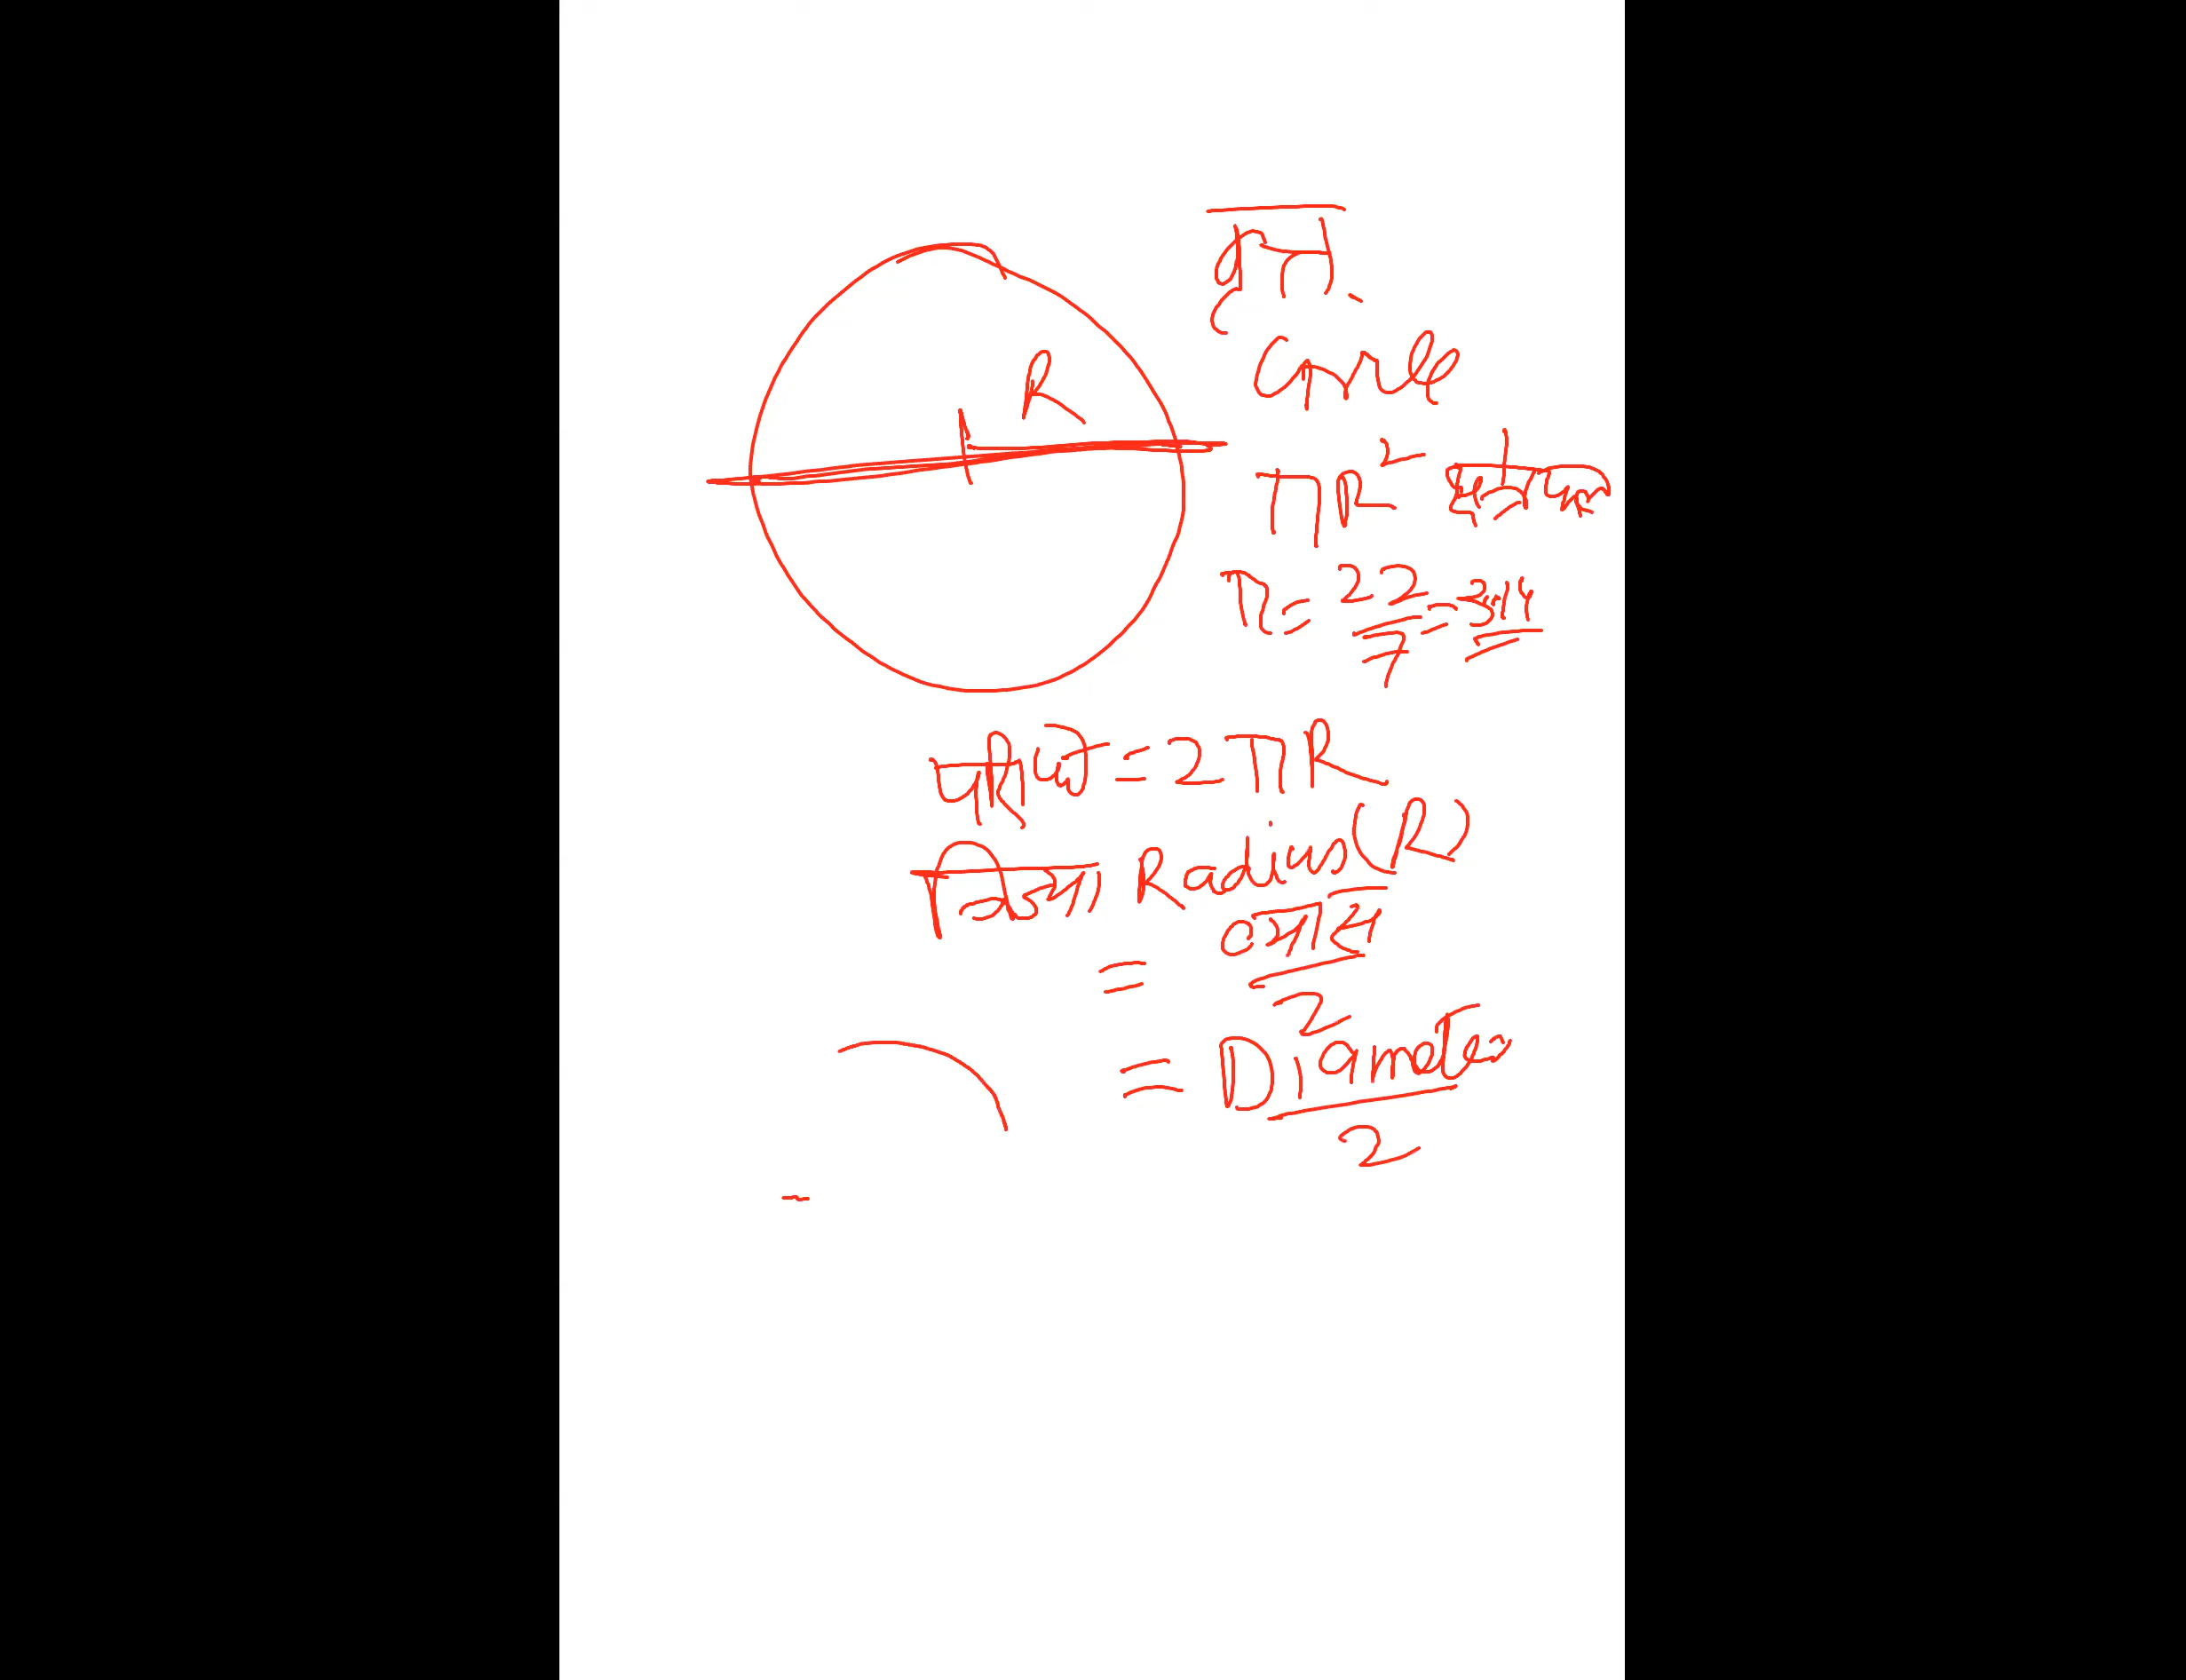 R
वृत्त
Circle
πR² क्षेत्रफल
π = 22/7 = 3.14
परिधि = 2πR
त्रिज्या Radius (R)
= व्यास/2
= Diameter/2